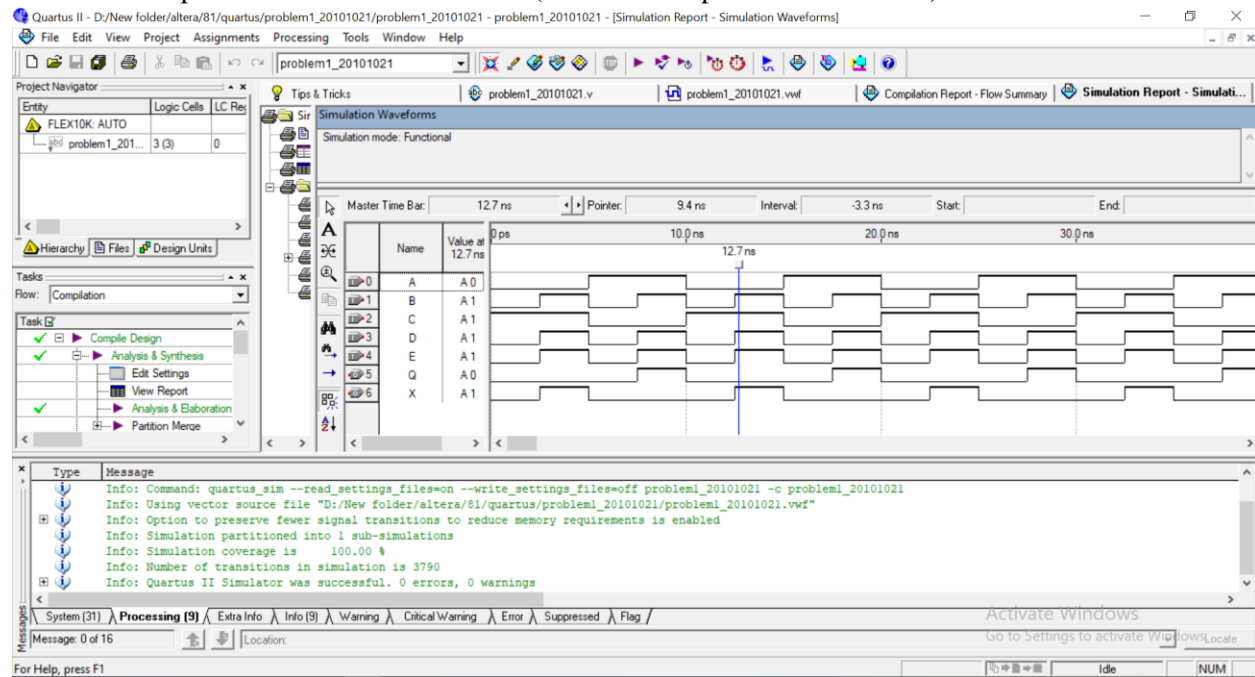 Quartus II - D:/New folder/altera/81/quartus/problem1_20101021/problem1_20101021 - problem1_20101021 - [Simulation Report - Simulation Waveforms]
File Edit View Project Assignments Processing Tools Window Help
problem1_20101021
Project Navigator
Entity Logic Cells LC Reg
FLEX10K: AUTO
problem1_201... 3 (3) 0
Hierarchy Files Design Units
Tasks
Flow: Compilation
Task
Compile Design
Analysis & Synthesis
Edit Settings
View Report
Analysis & Elaboration
Partition Merge
Tips & Tricks problem1_20101021.v problem1_20101021.vwf Compilation Report - Flow Summary Simulation Report - Simulati...
Sir
Simulation Waveforms
Simulation mode: Functional
Master Time Bar: 12.7 ns Pointer: 9.4 ns Interval: -3.3 ns Start: End:
Name Value at 12.7 ns
0 ps 10.0 ns 20.0 ns 30.0 ns
12.7 ns
0 A A 0
1 B A 1
2 C A 1
3 D A 1
4 E A 1
5 Q A 0
6 X A 1
Type Message
Info: Command: quartus_sim --read_settings_files=on --write_settings_files=off problem1_20101021 -c problem1_20101021
Info: Using vector source file "D:/New folder/altera/81/quartus/problem1_20101021/problem1_20101021.vwf"
Info: Option to preserve fewer signal transitions to reduce memory requirements is enabled
Info: Simulation partitioned into 1 sub-simulations
Info: Simulation coverage is 100.00 %
Info: Number of transitions in simulation is 3790
Info: Quartus II Simulator was successful. 0 errors, 0 warnings
System (31) Processing (9) Extra Info Info (9) Warning Critical Warning Error Suppressed Flag
Messages
Message: 0 of 16 Location: Locate
Activate Windows
Go to Settings to activate Windows.
For Help, press F1 Idle NUM